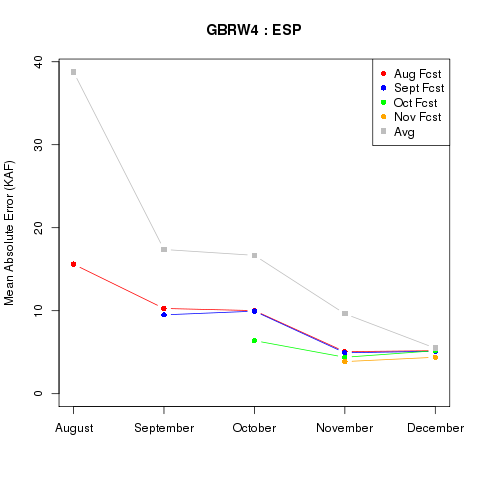 GBRW4 : ESP
Mean Absolute Error (KAF)
40
30
20
10
0
Aug Fcst
Sept Fcst
Oct Fcst
Nov Fcst
Avg
August September October November December